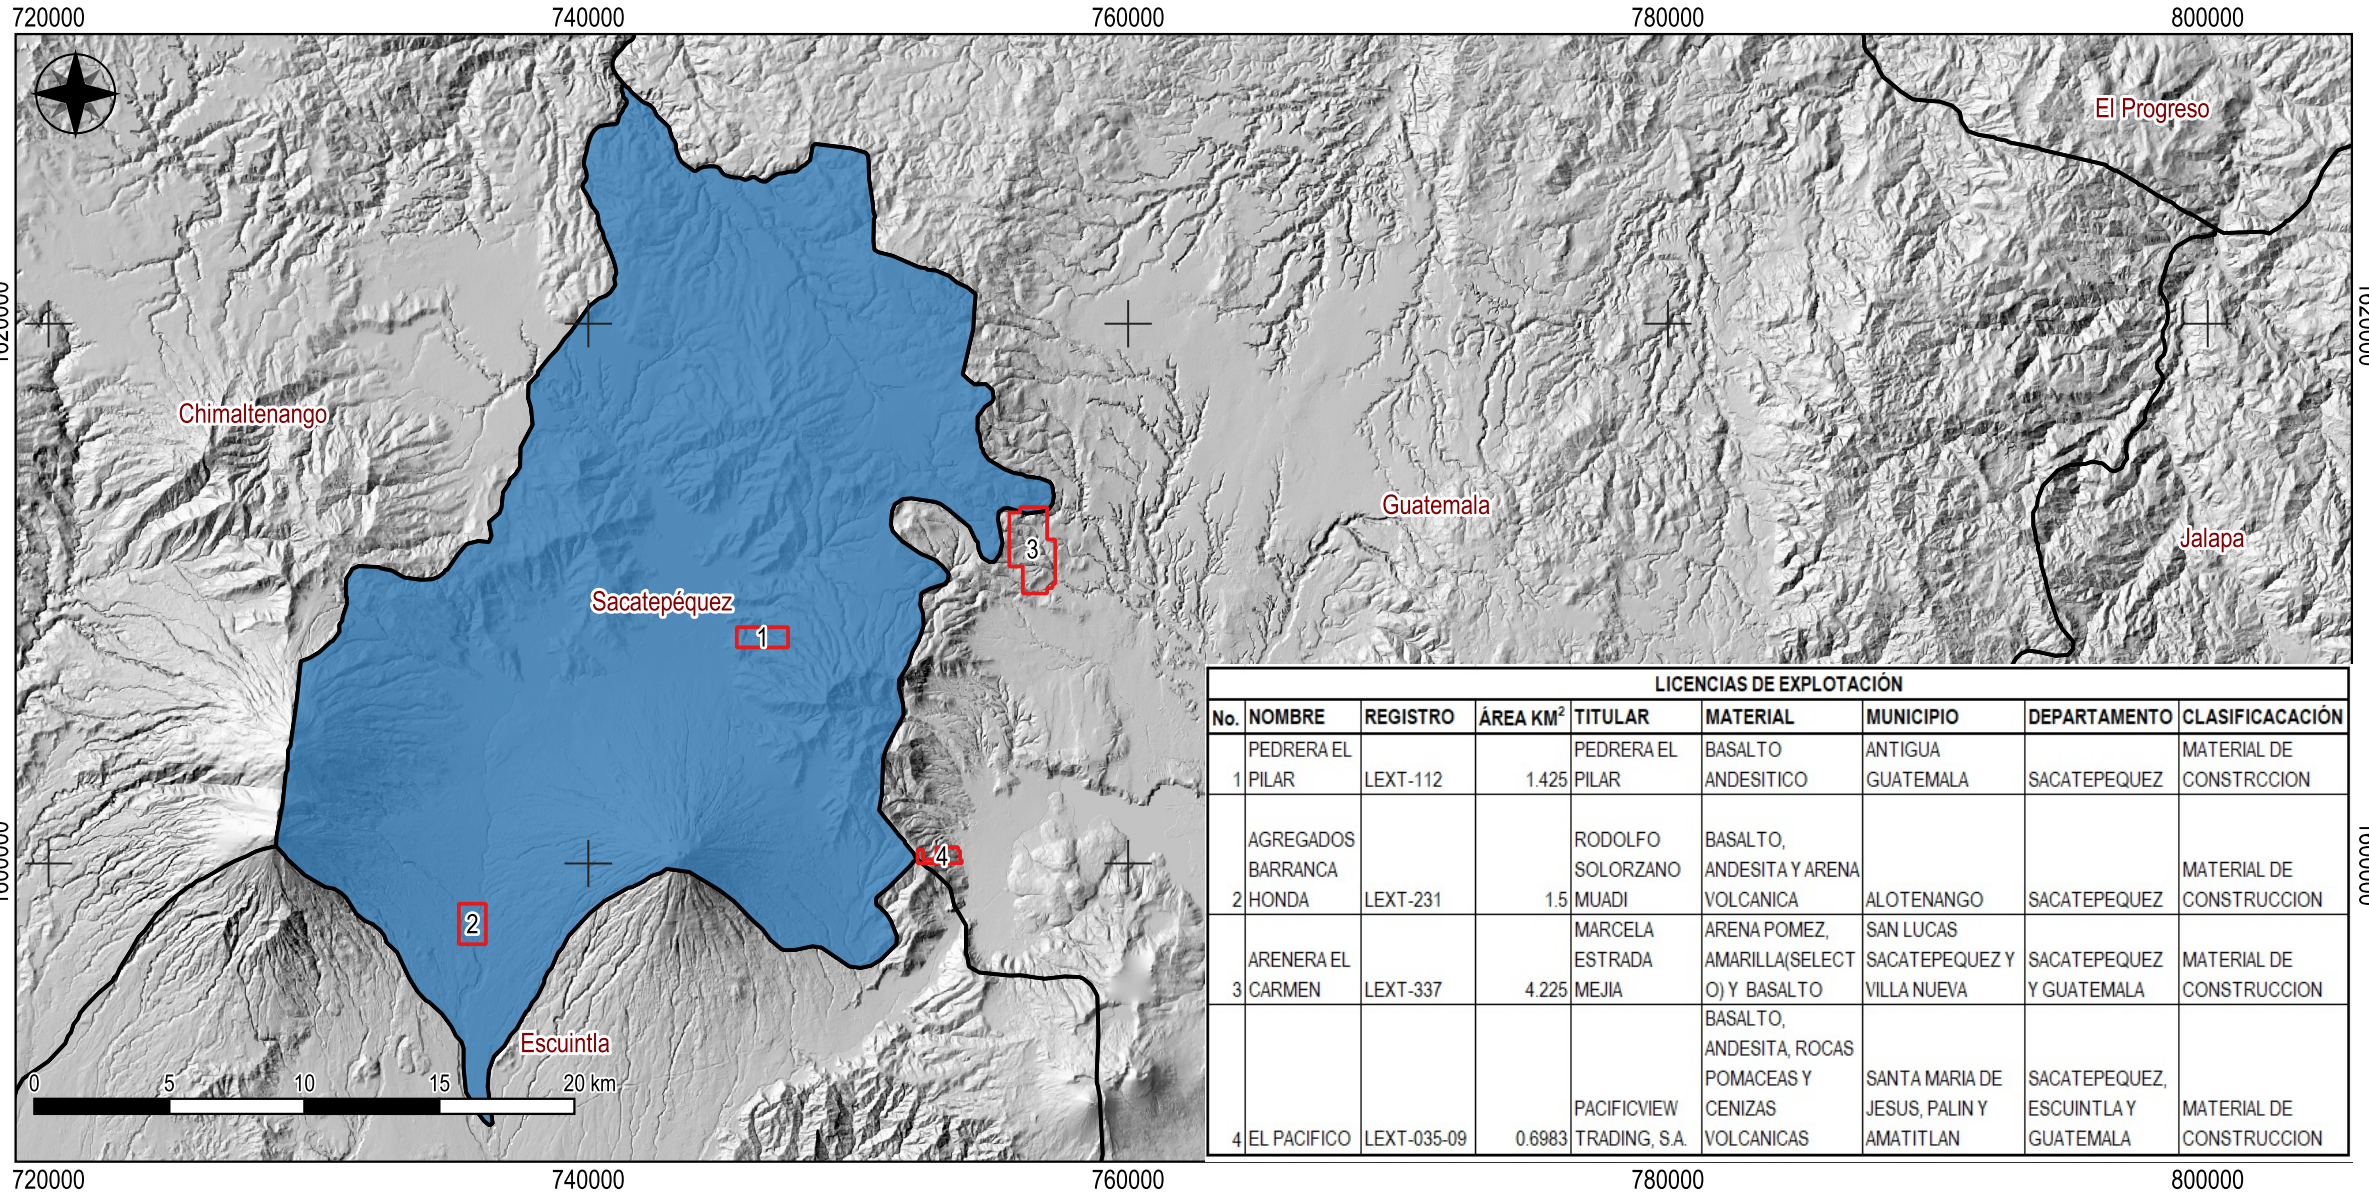 720000 740000 760000 780000 800000
El Progreso
1620000 1620000
Chimaltenango
Guatemala
Jalapa
3
Sacatepéquez
1
LICENCIAS DE EXPLOTACIÓN
No. NOMBRE REGISTRO ÁREA KM² TITULAR MATERIAL MUNICIPIO DEPARTAMENTO CLASIFICACACIÓN
PEDRERA EL PEDRERA EL BASALTO ANTIGUA MATERIAL DE
1 PILAR LEXT-112 1.425 PILAR ANDESITICO GUATEMALA SACATEPEQUEZ CONSTRCCION
AGREGADOS RODOLFO BASALTO,
BARRANCA SOLORZANO ANDESITA Y ARENA MATERIAL DE
2 HONDA LEXT-231 1.5 MUADI VOLCANICA ALOTENANGO SACATEPEQUEZ CONSTRUCCION
MARCELA ARENA POMEZ, SAN LUCAS
ARENERA EL ESTRADA AMARILLA(SELECT SACATEPEQUEZ Y SACATEPEQUEZ MATERIAL DE
3 CARMEN LEXT-337 4.225 MEJIA O) Y BASALTO VILLA NUEVA Y GUATEMALA CONSTRUCCION
BASALTO,
ANDESITA, ROCAS
POMACEAS Y SANTA MARIA DE SACATEPEQUEZ,
PACIFICVIEW CENIZAS JESUS, PALIN Y ESCUINTLA Y MATERIAL DE
4 EL PACIFICO LEXT-035-09 0.6983 TRADING, S.A. VOLCANICAS AMATITLAN GUATEMALA CONSTRUCCION
1600000 1600000
4
2
Escuintla
0 5 10 15 20 km
720000 740000 760000 780000 800000